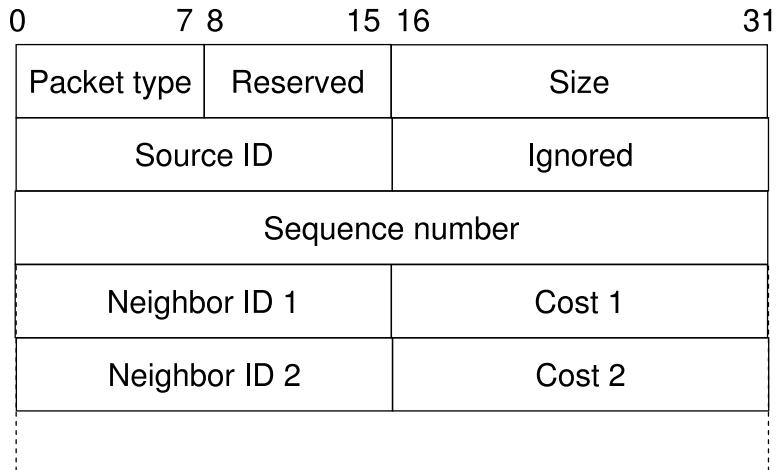 0 7 8 15 16 31
Packet type Reserved Size
Source ID Ignored
Sequence number
Neighbor ID 1 Cost 1
Neighbor ID 2 Cost 2